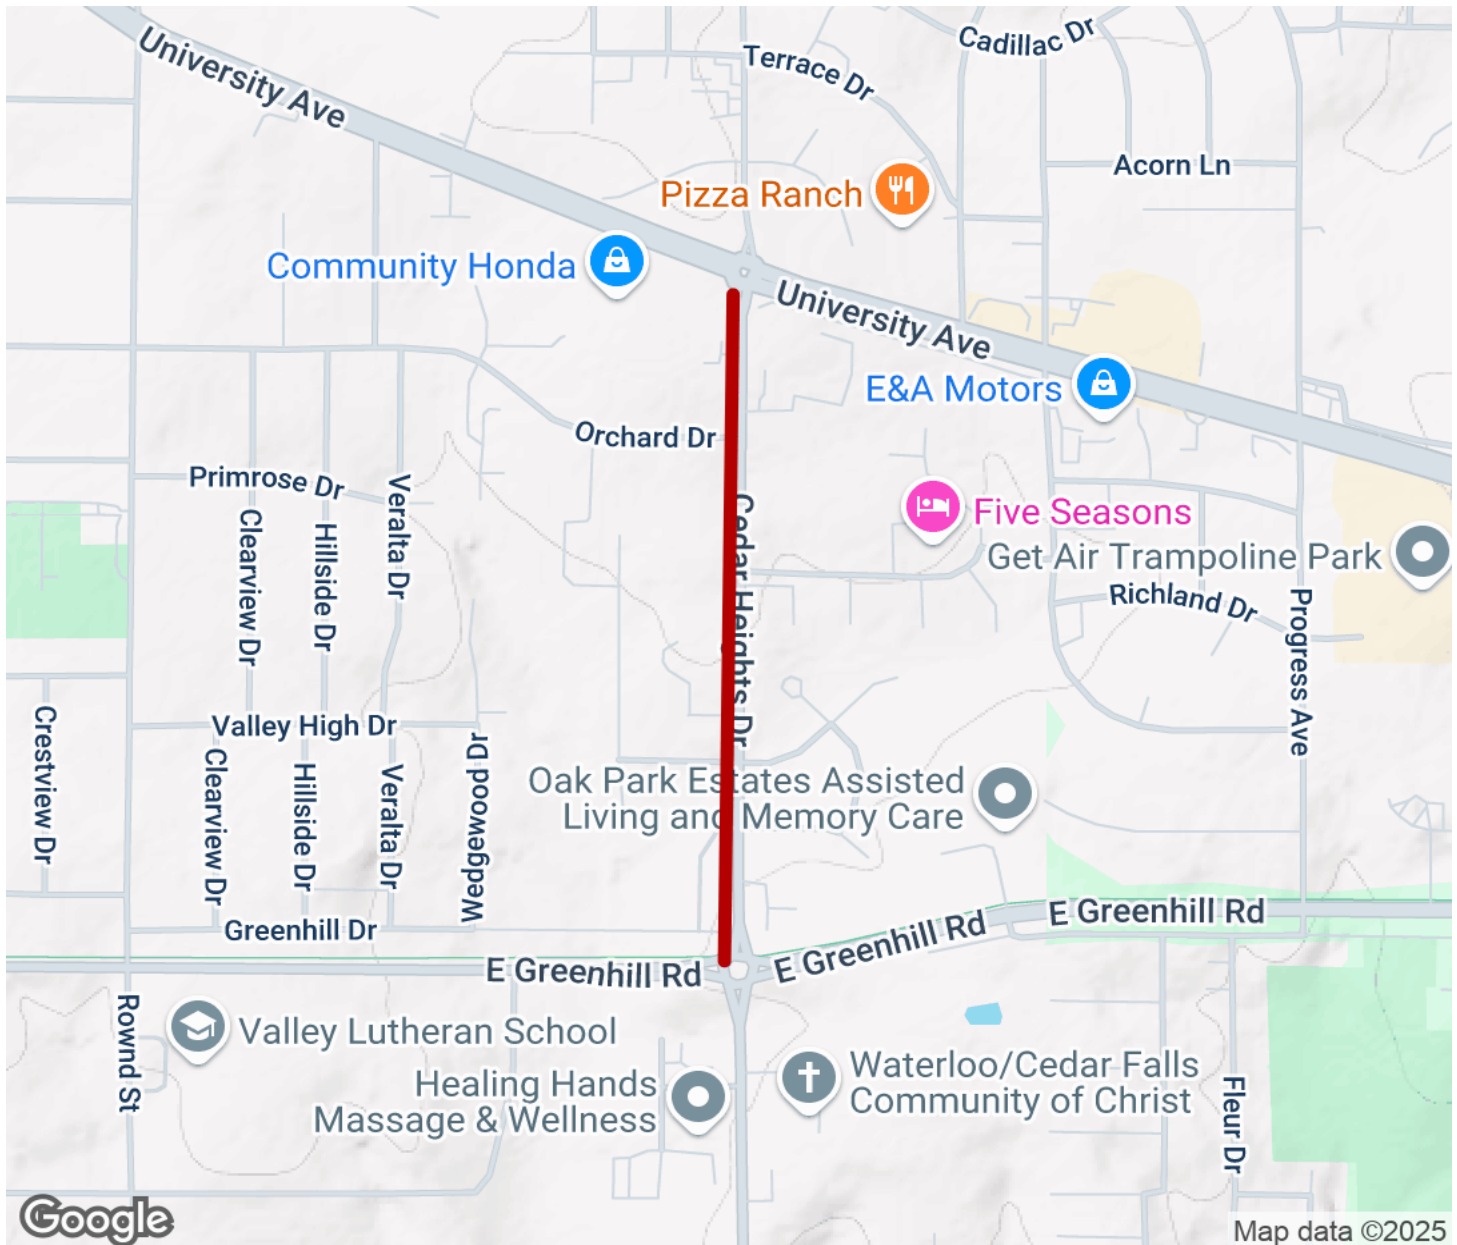 University Ave
Terrace Dr
Cadillac Dr
Acorn Ln
Pizza Ranch
Community Honda
University Ave
E&A Motors
Orchard Dr
Primrose Dr
Veralta Dr
Clearview Dr
Hillside Dr
Cedar Heights Dr
Five Seasons
Get Air Trampoline Park
Richland Dr
Progress Ave
Crestview Dr
Valley High Dr
Clearview Dr
Hillside Dr
Veralta Dr
Wedgewood Dr
Oak Park Estates Assisted
Living and Memory Care
Greenhill Dr
E Greenhill Rd
E Greenhill Rd
E Greenhill Rd
Rownd St
Valley Lutheran School
Healing Hands
Massage & Wellness
Waterloo/Cedar Falls
Community of Christ
Fleur Dr
Google
Map data ©2025